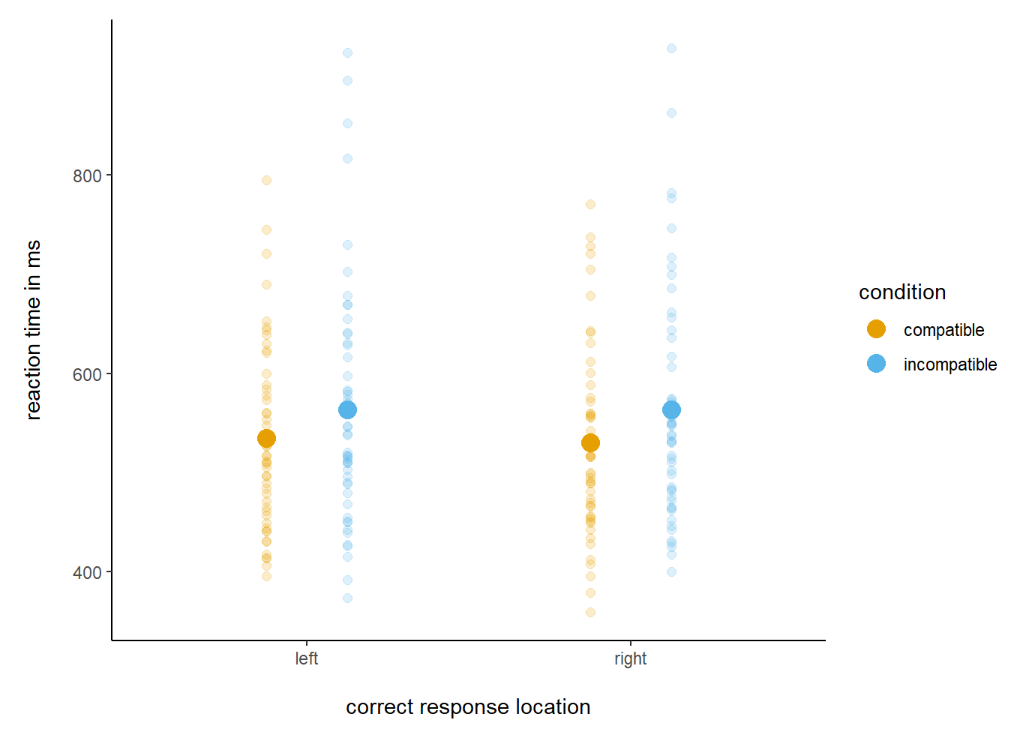 reaction time in ms
800
600
400
left
right
correct response location
condition
compatible
incompatible